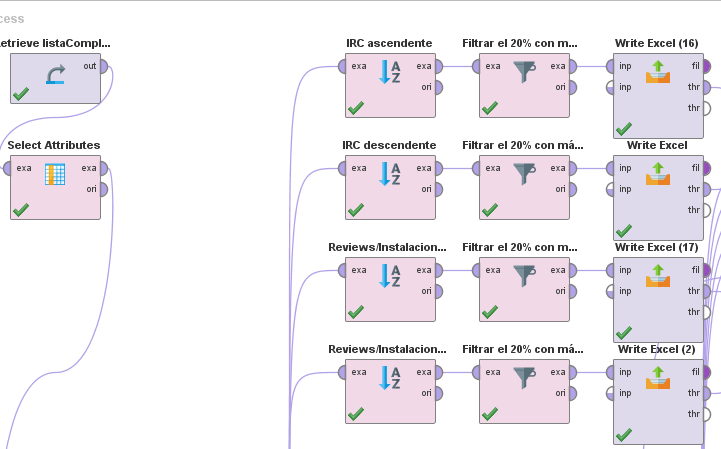 cess
etrieve listaCompl...
out
Select Attributes
exa exa
ori
IRC ascendente
exa exa
ori
Filtrar el 20% con m...
exa exa
ori
Write Excel (16)
inp fil
inp thr
thr
IRC descendente
exa exa
ori
Filtrar el 20% con má...
exa exa
ori
Write Excel
inp fil
inp thr
thr
Reviews/Instalacion...
exa exa
ori
Filtrar el 20% con m...
exa exa
ori
Write Excel (17)
inp fil
inp thr
thr
Reviews/Instalacion...
exa exa
ori
Filtrar el 20% con má...
exa exa
ori
Write Excel (2)
inp fil
inp thr
thr